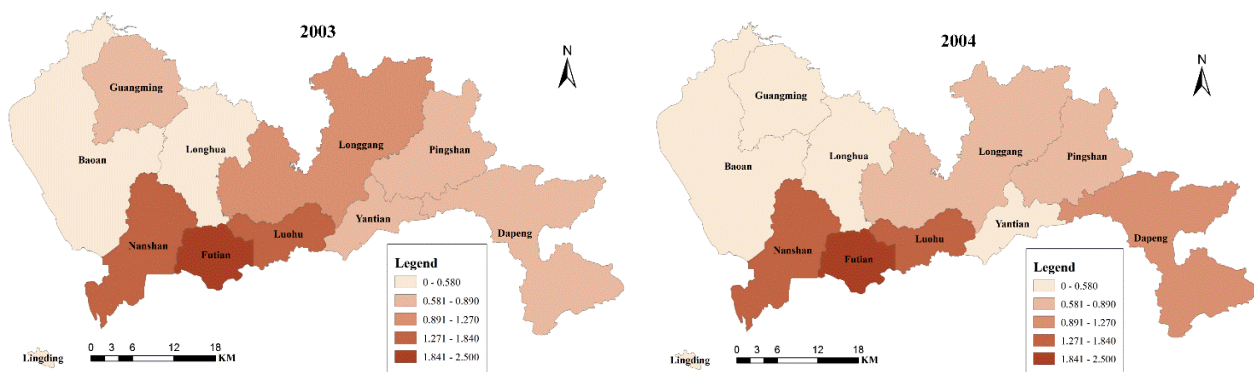 2003
N
Guangming
Baoan
Longhua
Longgang
Pingshan
Yantian
Nanshan
Futian
Luohu
Dapeng
Lingding
Legend
0 - 0.580
0.581 - 0.890
0.891 - 1.270
1.271 - 1.840
1.841 - 2.500
0 3 6 12 18
KM
2004
N
Guangming
Baoan
Longhua
Longgang
Pingshan
Yantian
Nanshan
Futian
Luohu
Dapeng
Lingding
Legend
0 - 0.580
0.581 - 0.890
0.891 - 1.270
1.271 - 1.840
1.841 - 2.500
0 3 6 12 18
KM